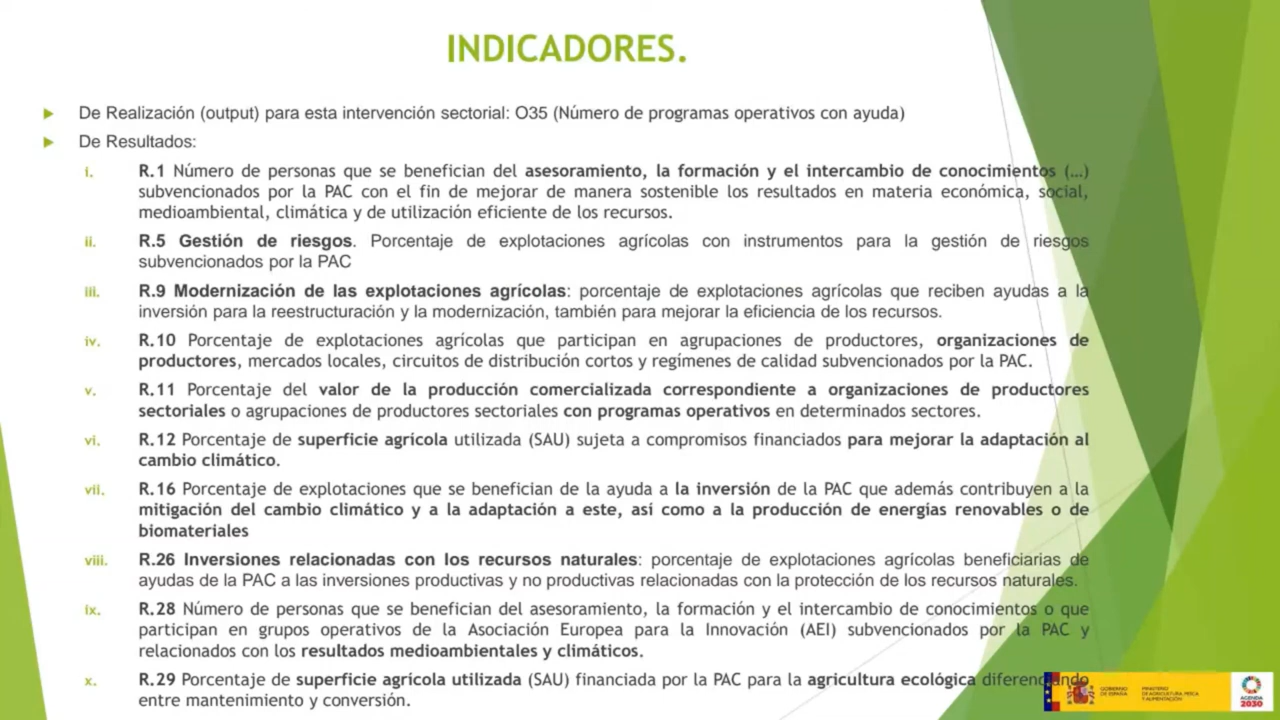 INDICADORES.
De Realización (output) para esta intervención sectorial: O35 (Número de programas operativos con ayuda)
De Resultados:
i. R.1 Número de personas que se benefician del asesoramiento, la formación y el intercambio de conocimientos (…)
subvencionados por la PAC con el fin de mejorar de manera sostenible los resultados en materia económica, social,
medioambiental, climática y de utilización eficiente de los recursos.
ii. R.5 Gestión de riesgos. Porcentaje de explotaciones agrícolas con instrumentos para la gestión de riesgos
subvencionados por la PAC
iii. R.9 Modernización de las explotaciones agrícolas: porcentaje de explotaciones agrícolas que reciben ayudas a la
inversión para la reestructuración y la modernización, también para mejorar la eficiencia de los recursos.
iv. R.10 Porcentaje de explotaciones agrícolas que participan en agrupaciones de productores, organizaciones de
productores, mercados locales, circuitos de distribución cortos y regímenes de calidad subvencionados por la PAC.
v. R.11 Porcentaje del valor de la producción comercializada correspondiente a organizaciones de productores
sectoriales o agrupaciones de productores sectoriales con programas operativos en determinados sectores.
vi. R.12 Porcentaje de superficie agrícola utilizada (SAU) sujeta a compromisos financiados para mejorar la adaptación al
cambio climático.
vii. R.16 Porcentaje de explotaciones que se benefician de la ayuda a la inversión de la PAC que además contribuyen a la
mitigación del cambio climático y a la adaptación a este, así como a la producción de energías renovables o de
biomateriales
viii. R.26 Inversiones relacionadas con los recursos naturales: porcentaje de explotaciones agrícolas beneficiarias de
ayudas de la PAC a las inversiones productivas y no productivas relacionadas con la protección de los recursos naturales.
ix. R.28 Número de personas que se benefician del asesoramiento, la formación y el intercambio de conocimientos o que
participan en grupos operativos de la Asociación Europea para la Innovación (AEI) subvencionados por la PAC y
relacionados con los resultados medioambientales y climáticos.
x. R.29 Porcentaje de superficie agrícola utilizada (SAU) financiada por la PAC para la agricultura ecológica diferenciando
entre mantenimiento y conversión.
GOBIERNO
DE ESPAÑA
MINISTERIO
DE AGRICULTURA, PESCA
Y ALIMENTACIÓN
AGENDA
2030